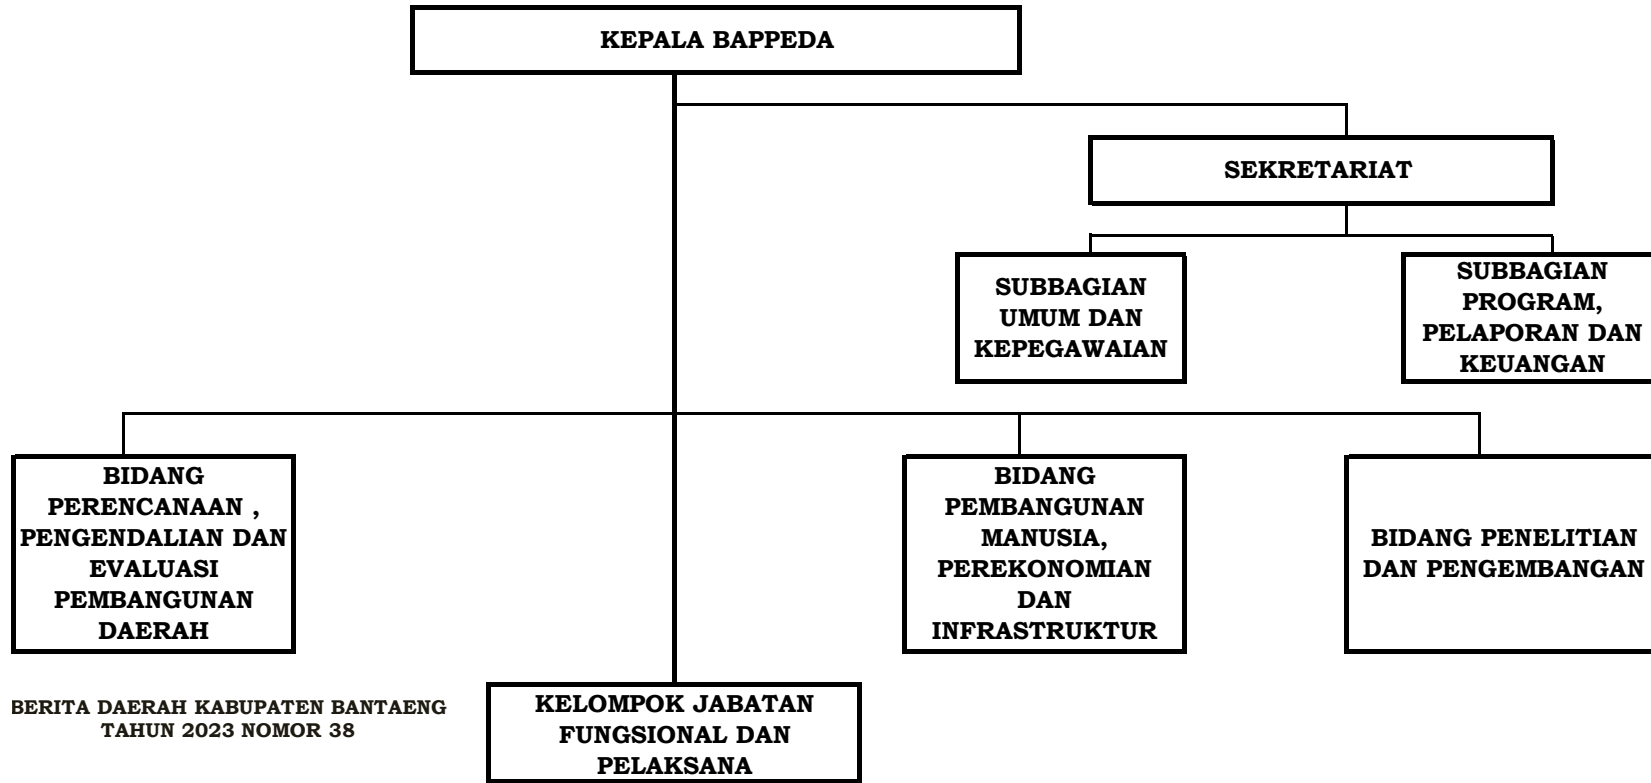 KEPALA BAPPEDA
SEKRETARIAT
SUBBAGIAN
UMUM DAN
KEPEGAWAIAN
SUBBAGIAN
PROGRAM,
PELAPORAN DAN
KEUANGAN
BIDANG
PERENCANAAN ,
PENGENDALIAN DAN
EVALUASI
PEMBANGUNAN
DAERAH
BIDANG
PEMBANGUNAN
MANUSIA,
PEREKONOMIAN
DAN
INFRASTRUKTUR
BIDANG PENELITIAN
DAN PENGEMBANGAN
KELOMPOK JABATAN
FUNGSIONAL DAN
PELAKSANA
BERITA DAERAH KABUPATEN BANTAENG
TAHUN 2023 NOMOR 38